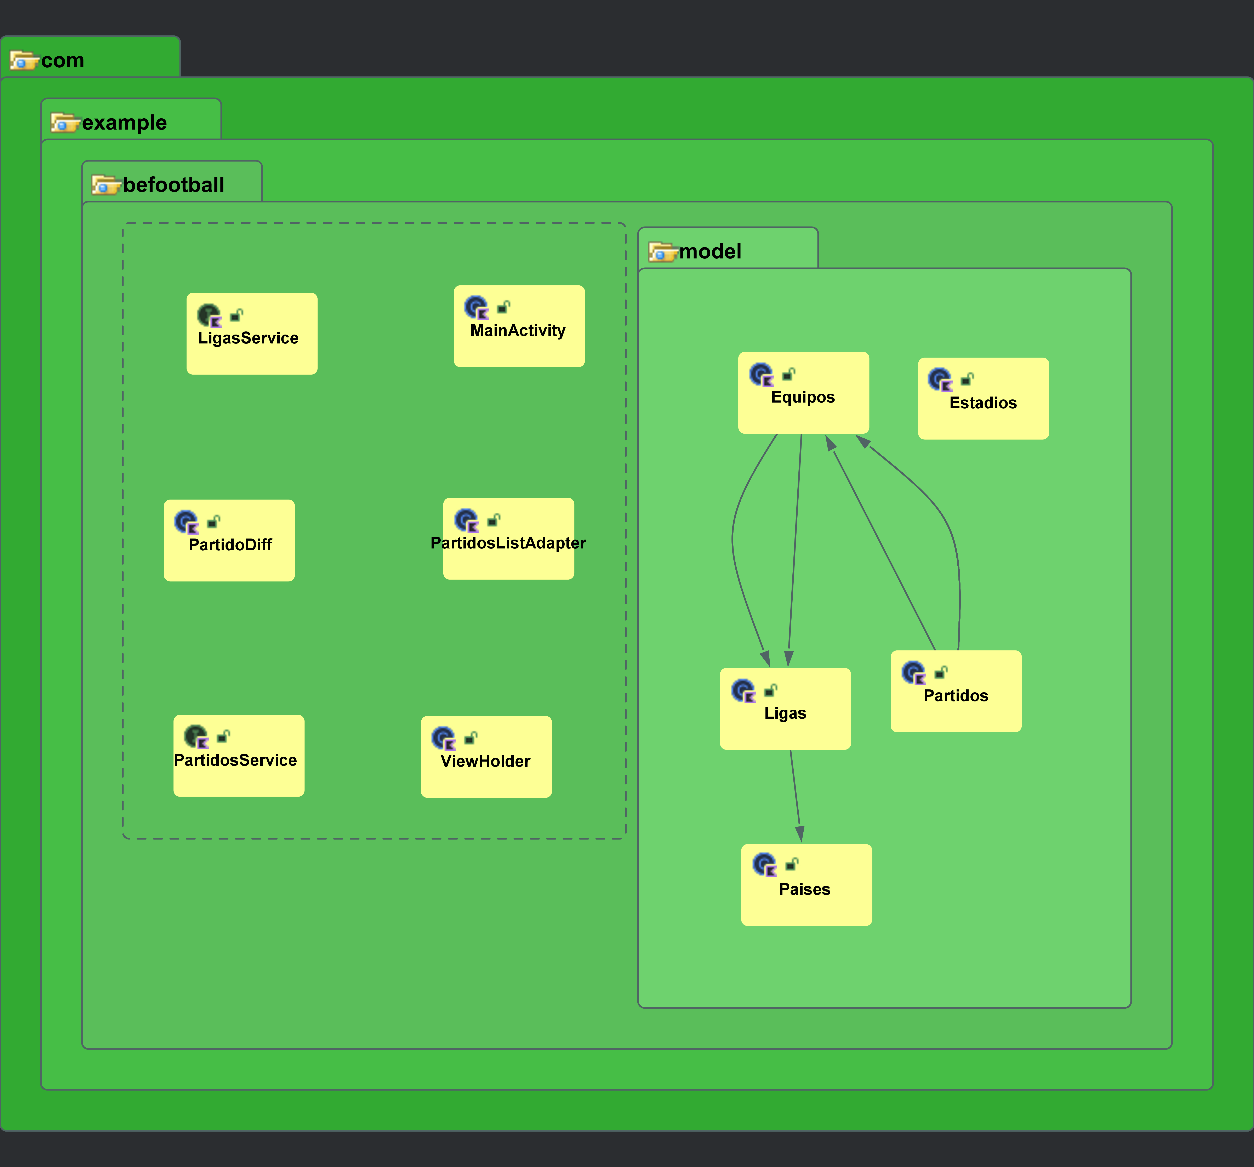 com
example
befootball
model
LigasService
MainActivity
Equipos
Estadios
PartidoDiff
PartidosListAdapter
Ligas
Partidos
PartidosService
ViewHolder
Paises